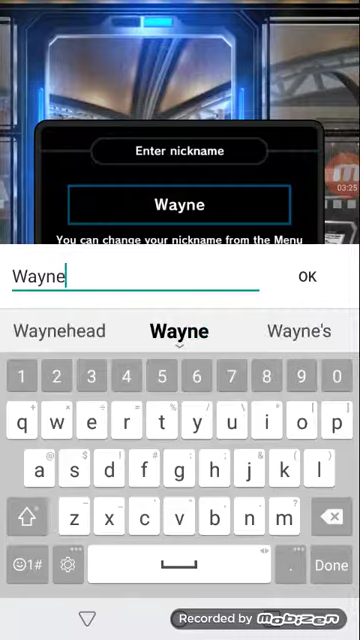 Enter nickname
Wayne
03:25
You can change your nickname from the Menu
Wayne OK
Waynehead Wayne Wayne's
1 2 3 4 5 6 7 8 9 0
q w e r t y u i o p
a s d f g h j k l
z x c v b n m
☺1# . Done
Recorded by mobizen